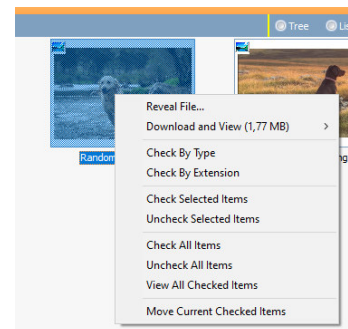 Tree
Random
Reveal File...
Download and View (1,77 MB)
Check By Type
Check By Extension
Check Selected Items
Uncheck Selected Items
Check All Items
Uncheck All Items
View All Checked Items
Move Current Checked Items